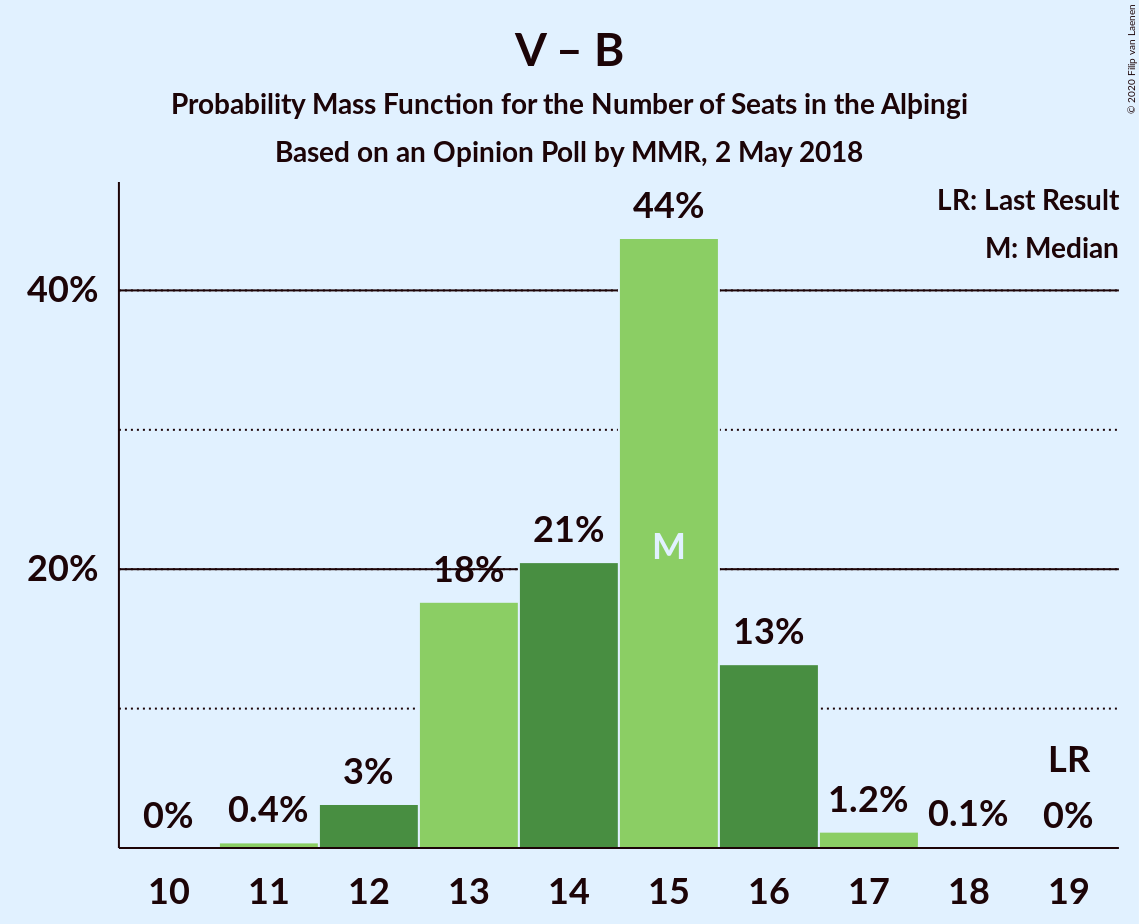 V – B
Probability Mass Function for the Number of Seats in the Alþingi
Based on an Opinion Poll by MMR, 2 May 2018
© 2020 Filip van Laenen
LR: Last Result
M: Median
44%
40%
21%
M
20%
18%
13%
LR
3%
0%
0.4%
1.2%
0.1%
0%
10 11 12 13 14 15 16 17 18 19